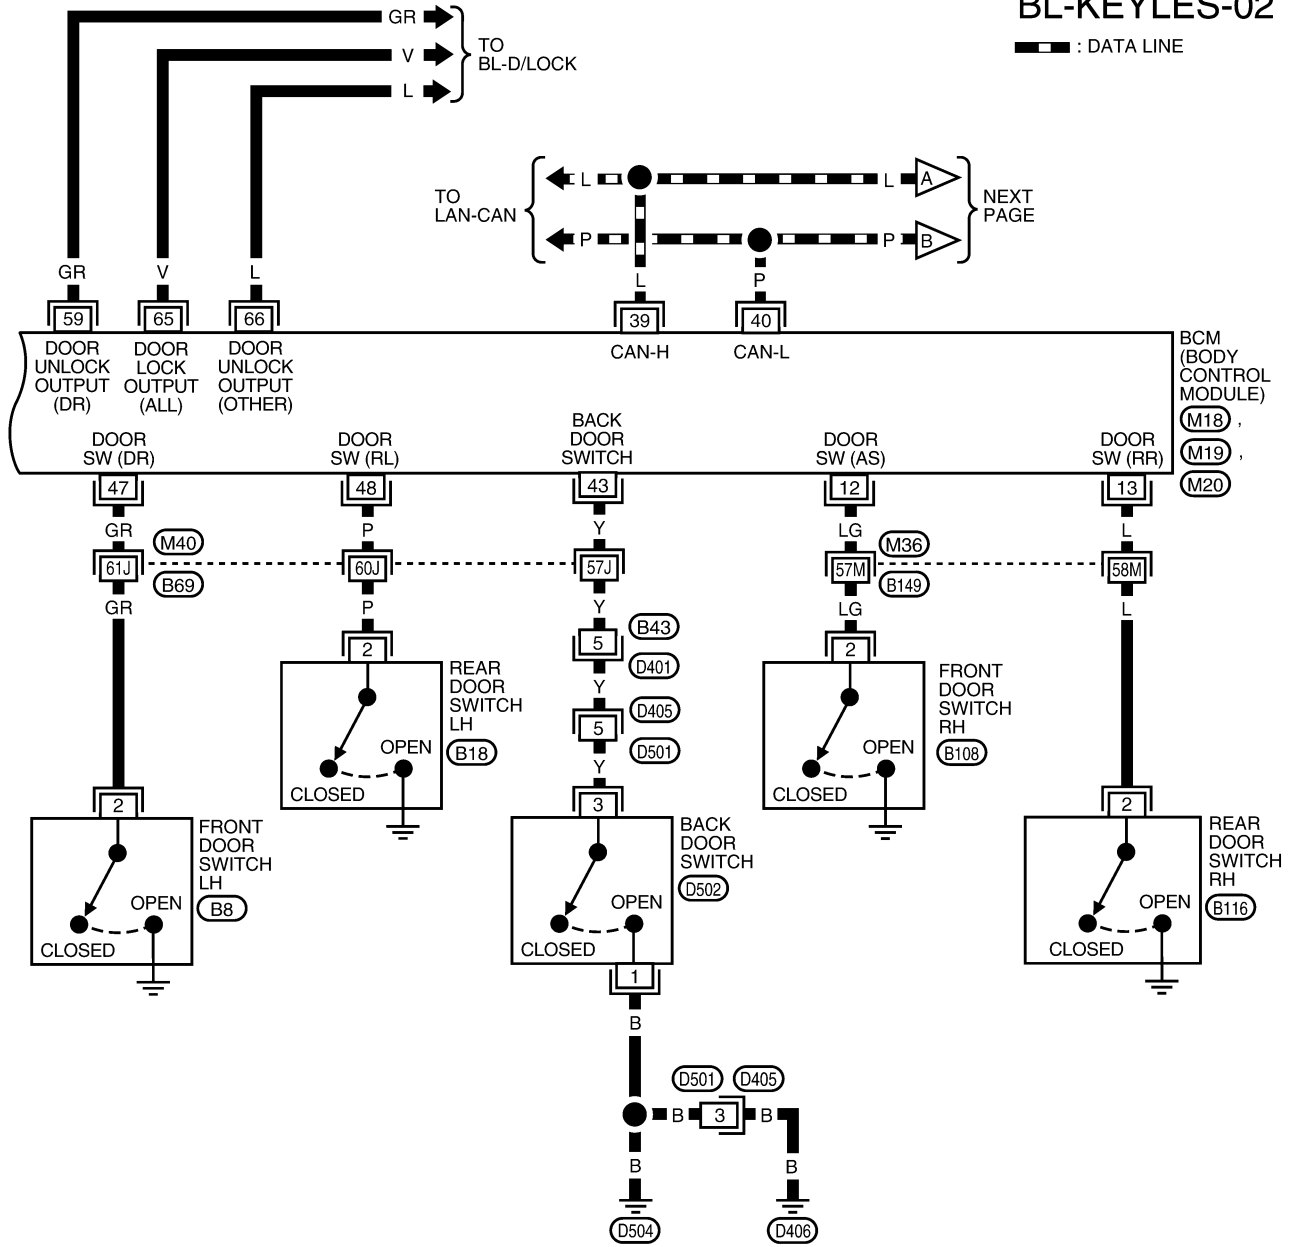 BL-KEYLES-02
: DATA LINE
GR
V
L
TO
BL-D/LOCK
TO
LAN-CAN
L
L
A
P
P
B
NEXT
PAGE
GR
V
L
L
P
59
65
66
39
40
DOOR
UNLOCK
OUTPUT
(DR)
DOOR
LOCK
OUTPUT
(ALL)
DOOR
UNLOCK
OUTPUT
(OTHER)
CAN-H
CAN-L
BCM
(BODY
CONTROL
MODULE)
M18 ,
M19 ,
M20
DOOR
SW (DR)
DOOR
SW (RL)
BACK
DOOR
SWITCH
DOOR
SW (AS)
DOOR
SW (RR)
47
48
43
12
13
GR
P
Y
LG
L
M40
M36
61J
60J
57J
57M
58M
B69
B149
GR
P
Y
LG
L
B43
5
D401
Y
D405
5
D501
Y
2
REAR
DOOR
SWITCH
LH
B18
OPEN
CLOSED
2
FRONT
DOOR
SWITCH
RH
B108
OPEN
CLOSED
2
FRONT
DOOR
SWITCH
LH
B8
OPEN
CLOSED
3
BACK
DOOR
SWITCH
D502
OPEN
CLOSED
2
REAR
DOOR
SWITCH
RH
B116
OPEN
CLOSED
1
B
D501
D405
B
3
B
B
B
D504
D406